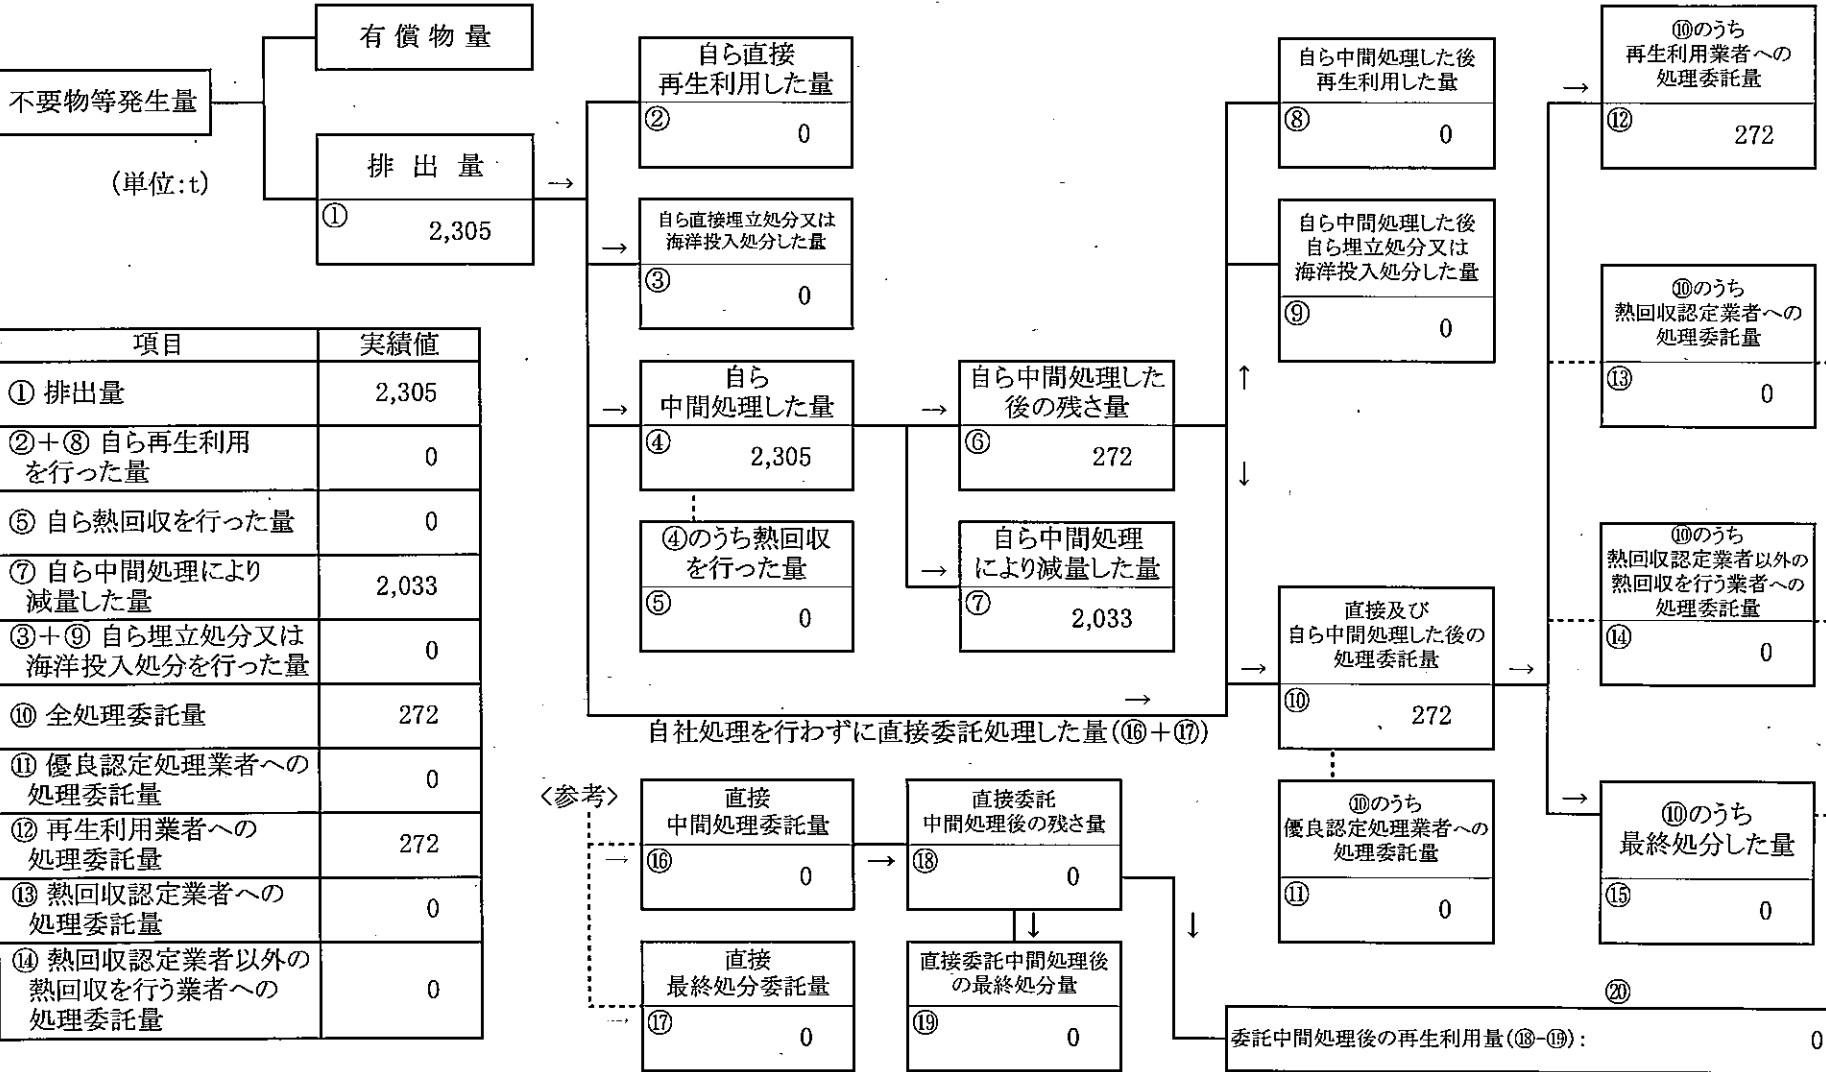 不要物等発生量
(単位:t)
有償物量
排出量
① 2,305
自ら直接
再生利用した量
② 0
→
自ら直接埋立処分又は
海洋投入処分した量
③ 0
→
自ら
中間処理した量
④ 2,305
→
④のうち熱回収
を行った量
⑤ 0
→
自ら中間処理した
後の残さ量
⑥ 272
→
自ら中間処理
により減量した量
⑦ 2,033
→
自ら中間処理した後
再生利用した量
⑧ 0
自ら中間処理した後
自ら埋立処分又は
海洋投入処分した量
⑨ 0
↑
↓
→
自社処理を行わずに直接委託処理した量(⑯+⑰)
→
直接及び
自ら中間処理した後の
処理委託量
⑩ 272
⑩のうち
優良認定処理業者への
処理委託量
⑪ 0
→
→
⑩のうち
再生利用業者への
処理委託量
⑫ 272
⑩のうち
熱回収認定業者への
処理委託量
⑬ 0
⑩のうち
熱回収認定業者以外の
熱回収を行う業者への
処理委託量
⑭ 0
→
⑩のうち
最終処分した量
⑮ 0
項目 実績値
① 排出量 2,305
②+⑧ 自ら再生利用
を行った量 0
⑤ 自ら熱回収を行った量 0
⑦ 自ら中間処理により
減量した量 2,033
③+⑨ 自ら埋立処分又は
海洋投入処分を行った量 0
⑩ 全処理委託量 272
⑪ 優良認定処理業者への
処理委託量 0
⑫ 再生利用業者への
処理委託量 272
⑬ 熱回収認定業者への
処理委託量 0
⑭ 熱回収認定業者以外の
熱回収を行う業者への
処理委託量 0
<参考>
→
直接
中間処理委託量
⑯ 0
→
直接
最終処分委託量
⑰ 0
→
直接委託
中間処理後の残さ量
⑱ 0
↓
直接委託中間処理後
の最終処分量
⑲ 0
↓
⑳
委託中間処理後の再生利用量(⑱-⑲): 0